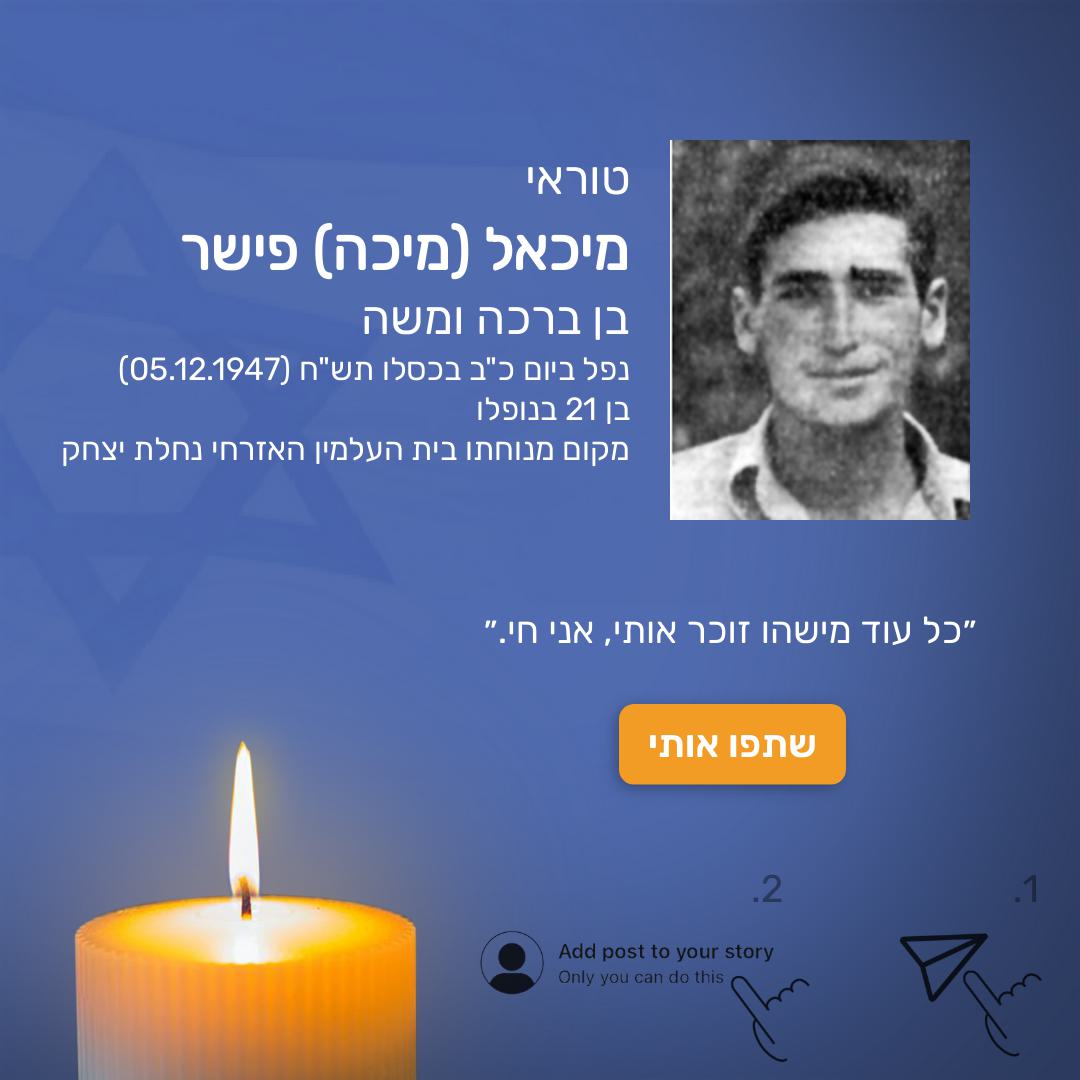 טוראי
מיכאל (מיכה) פישר
בן ברכה ומשה
נפל ביום כ"ב בכסלו תש"ח (05.12.1947)
בן 21 בנופלו
מקום מנוחתו בית העלמין האזרחי נחלת יצחק
״כל עוד מישהו זוכר אותי, אני חי.״
שתפו אותי
1.
2.
Add post to your story
Only you can do this